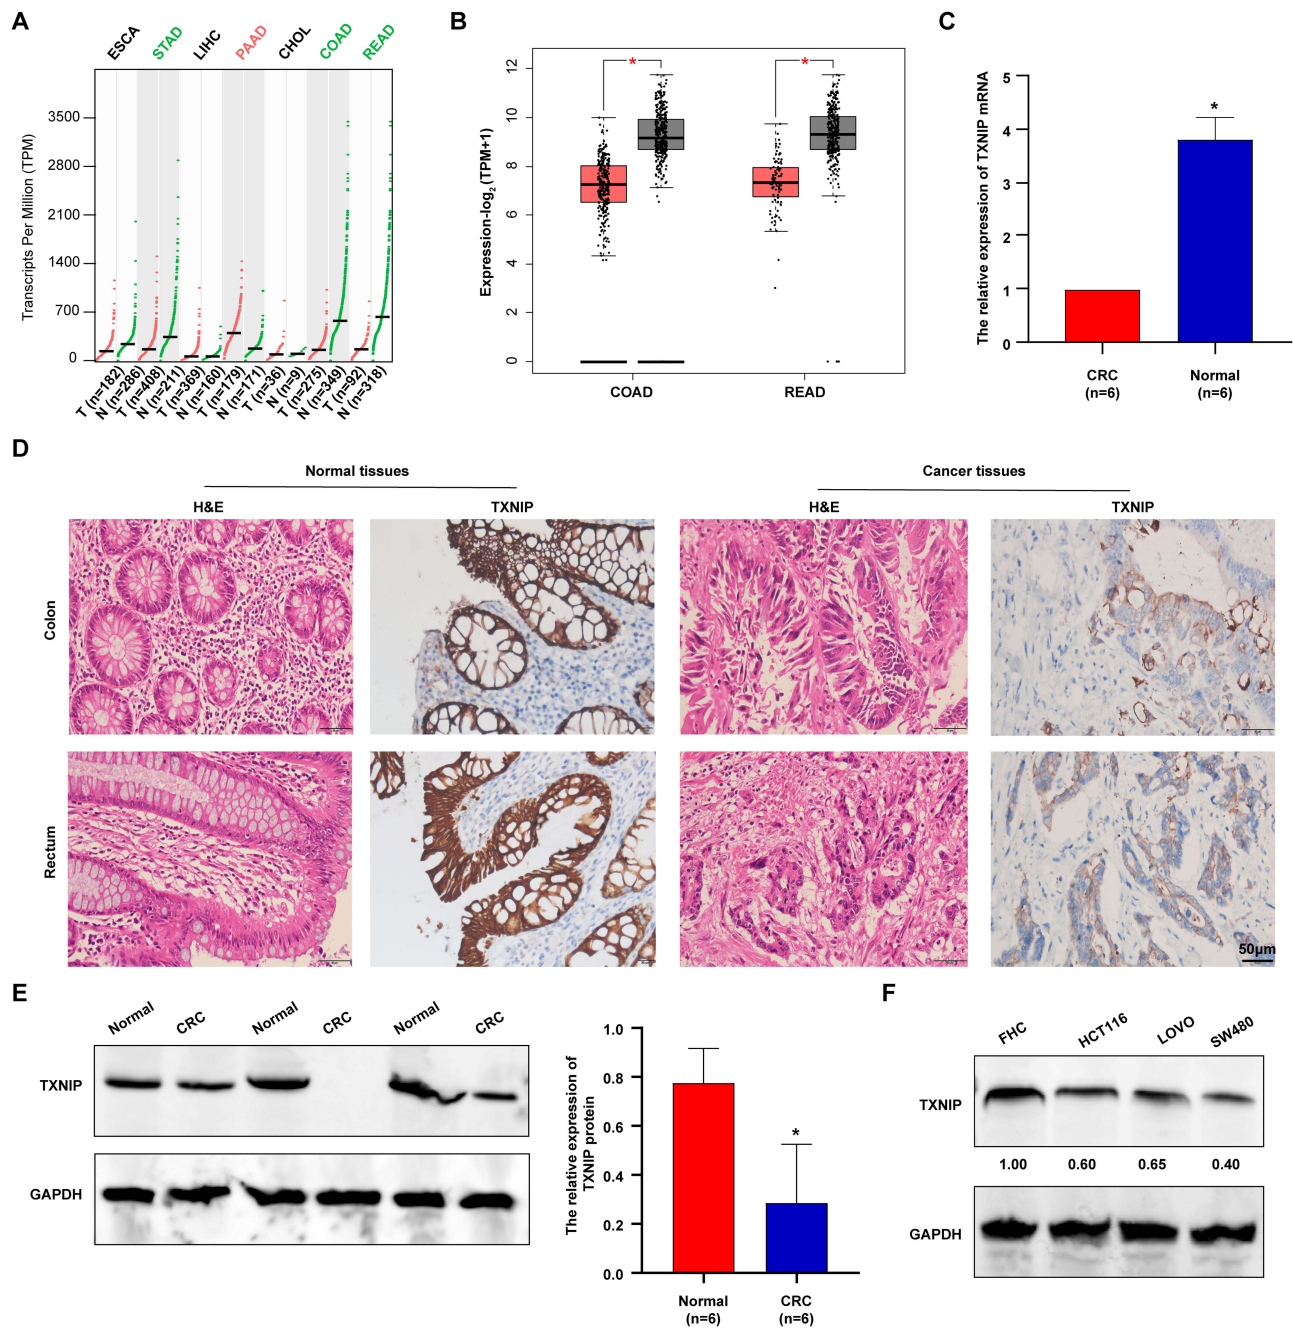 A
ESCA
STAD
LIHC
PAAD
CHOL
COAD
READ
Transcripts Per Million (TPM)
3500
2800
2100
1400
700
0
T (n=182)
N (n=286)
T (n=408)
N (n=211)
T (n=369)
N (n=160)
T (n=179)
N (n=171)
T (n=36)
N (n=9)
T (n=275)
N (n=349)
T (n=92)
N (n=318)
B
Expression-log2 (TPM+1)
12
10
8
6
4
2
0
*
*
COAD
READ
C
The relative expression of TXNIP mRNA
5
4
3
2
1
0
*
CRC
(n=6)
Normal
(n=6)
D
Normal tissues
Cancer tissues
H&E
TXNIP
H&E
TXNIP
Colon
Rectum
50μm
E
Normal
CRC
Normal
CRC
Normal
CRC
TXNIP
GAPDH
The relative expression of
TXNIP protein
1.0
0.8
0.6
0.4
0.2
0.0
*
Normal
(n=6)
CRC
(n=6)
F
FHC
HCT116
LOVO
SW480
TXNIP
1.00
0.60
0.65
0.40
GAPDH